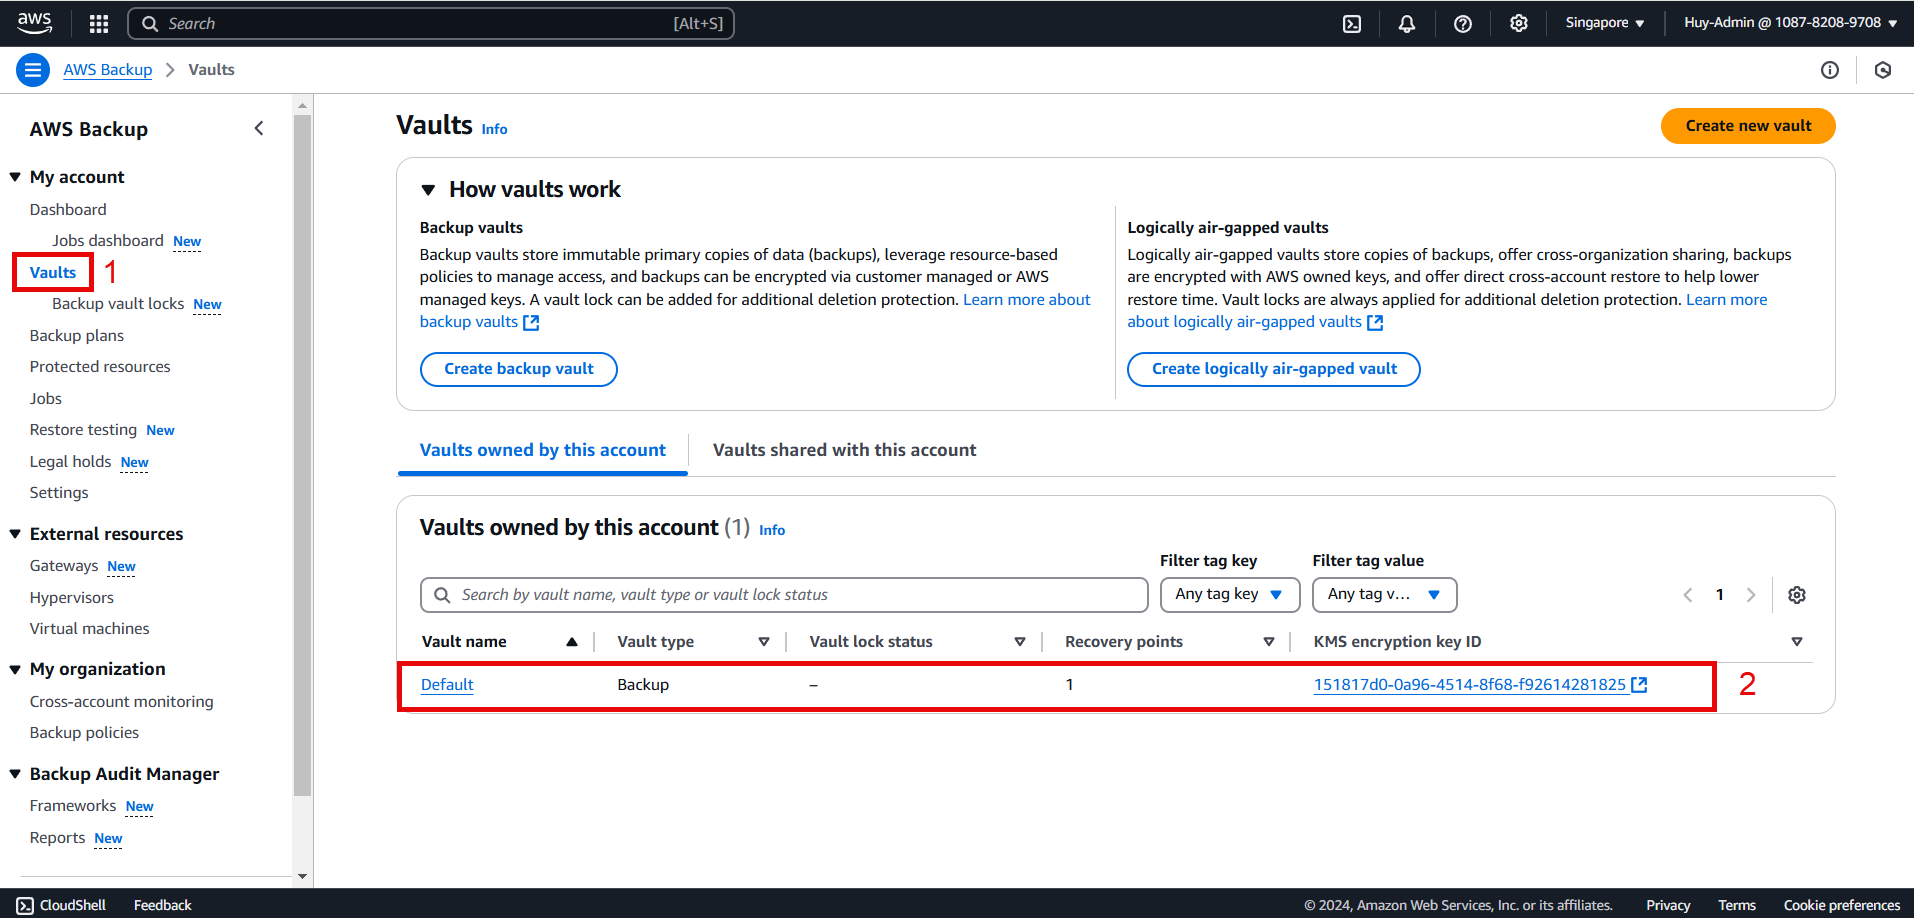 aws
Search [Alt+S]
Singapore
Huy-Admin @ 1087-8208-9708
AWS Backup
Vaults
AWS Backup
My account
Dashboard
Jobs dashboard New
Vaults 1
Backup vault locks New
Backup plans
Protected resources
Jobs
Restore testing New
Legal holds New
Settings
External resources
Gateways New
Hypervisors
Virtual machines
My organization
Cross-account monitoring
Backup policies
Backup Audit Manager
Frameworks New
Reports New
Vaults Info
Create new vault
How vaults work
Backup vaults
Backup vaults store immutable primary copies of data (backups), leverage resource-based
policies to manage access, and backups can be encrypted via customer managed or AWS
managed keys. A vault lock can be added for additional deletion protection. Learn more about
backup vaults
Create backup vault
Logically air-gapped vaults
Logically air-gapped vaults store copies of backups, offer cross-organization sharing, backups
are encrypted with AWS owned keys, and offer direct cross-account restore to help lower
restore time. Vault locks are always applied for additional deletion protection. Learn more
about logically air-gapped vaults
Create logically air-gapped vault
Vaults owned by this account
Vaults shared with this account
Vaults owned by this account (1) Info
Filter tag key
Filter tag value
Search by vault name, vault type or vault lock status
Any tag key
Any tag v...
1
Vault name Vault type Vault lock status Recovery points KMS encryption key ID
Default Backup – 1 151817d0-0a96-4514-8f68-f92614281825 2
CloudShell Feedback © 2024, Amazon Web Services, Inc. or its affiliates. Privacy Terms Cookie preferences